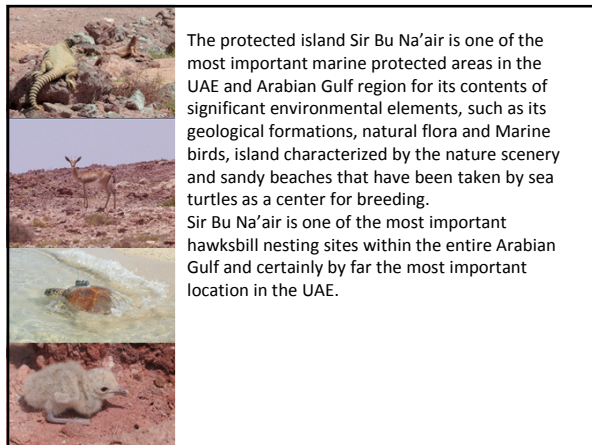 The protected island Sir Bu Na’air is one of the
most important marine protected areas in the
UAE and Arabian Gulf region for its contents of
significant environmental elements, such as its
geological formations, natural flora and Marine
birds, island characterized by the nature scenery
and sandy beaches that have been taken by sea
turtles as a center for breeding.
Sir Bu Na’air is one of the most important
hawksbill nesting sites within the entire Arabian
Gulf and certainly by far the most important
location in the UAE.